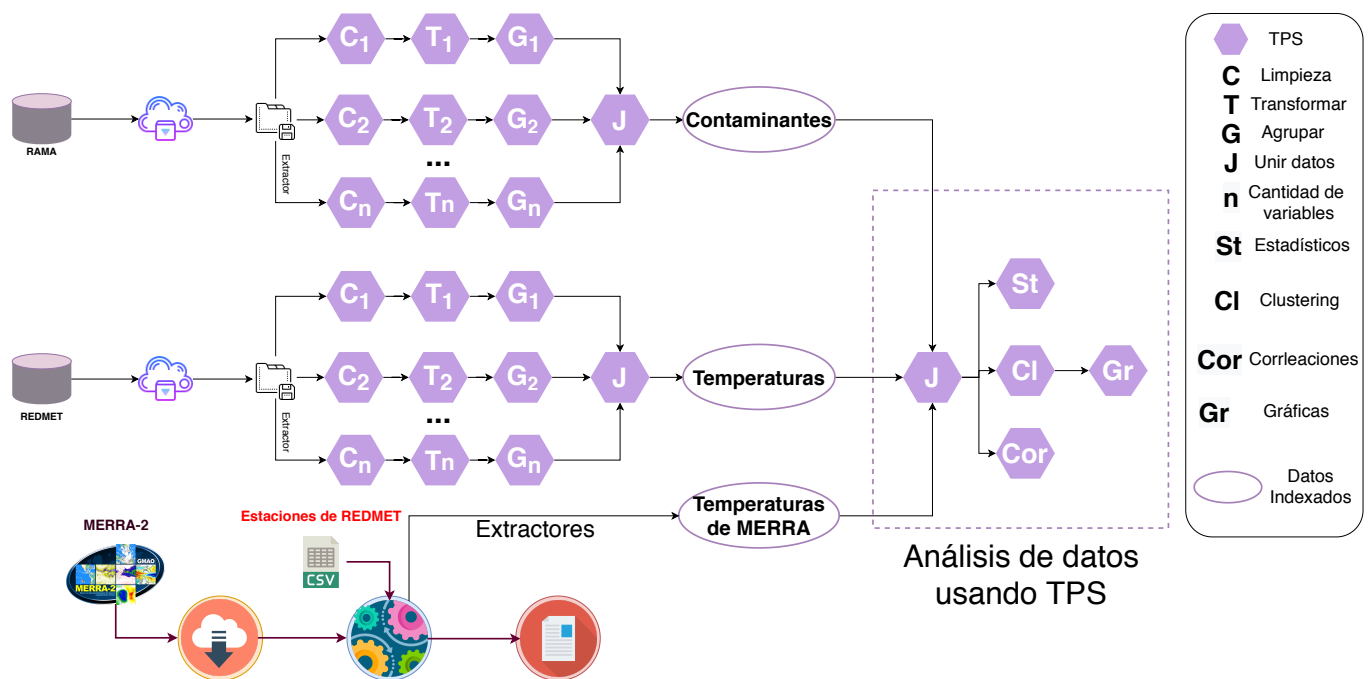 C1
T1
G1
RAMA
C2
T2
G2
J
Contaminantes
Extractor
...
Cn
Tn
Gn
C1
T1
G1
REDMET
C2
T2
G2
J
Temperaturas
Extractor
...
Cn
Tn
Gn
MERRA-2
GMAO
MERRA-2
Estaciones de REDMET
CSV
Extractores
Temperaturas
de MERRA
J
St
Cl
Gr
Cor
Análisis de datos
usando TPS
TPS
C Limpieza
T Transformar
G Agrupar
J Unir datos
n Cantidad de
variables
St Estadísticos
Cl Clustering
Cor Corrleaciones
Gr Gráficas
Datos
Indexados